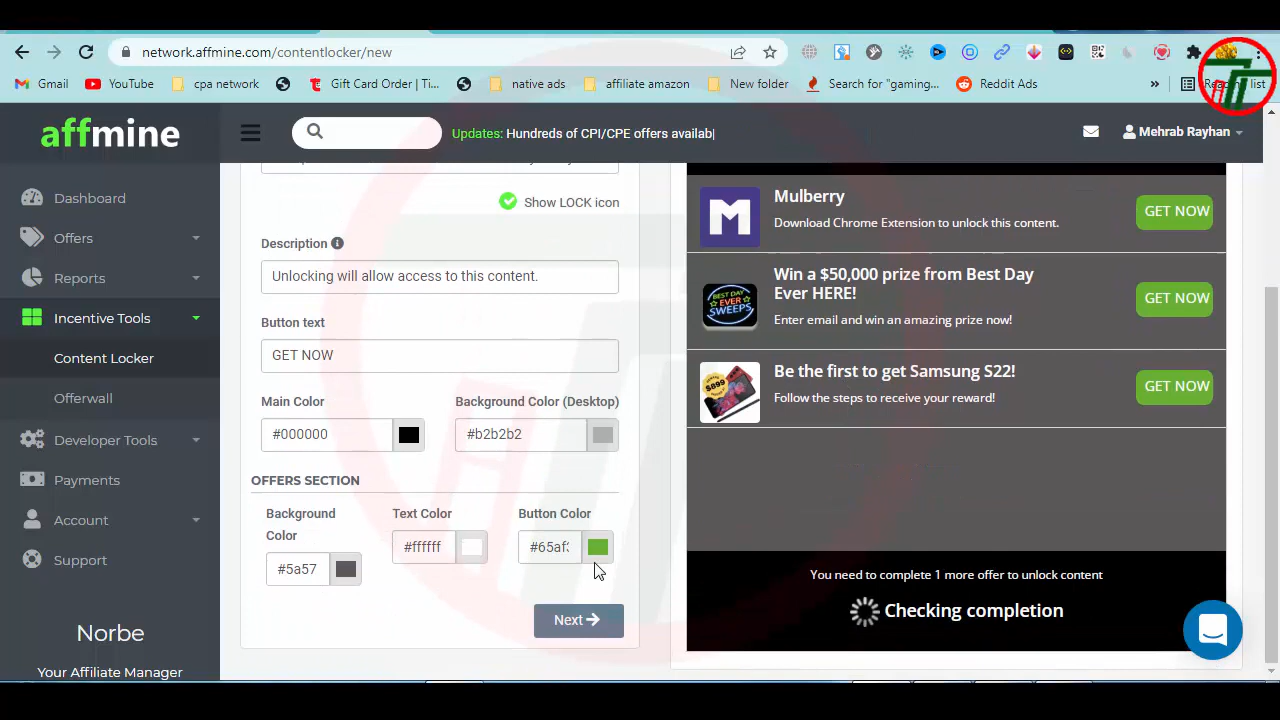 network.affmine.com/contentlocker/new
Gmail
YouTube
cpa network
Gift Card Order | Ti...
native ads
affiliate amazon
New folder
Search for "gaming...
Reddit Ads
»
affmine
Updates: Hundreds of CPI/CPE offers availab|
Mehrab Rayhan
Dashboard
Offers
Reports
Incentive Tools
Content Locker
Offerwall
Developer Tools
Payments
Account
Support
Norbe
Your Affiliate Manager
Show LOCK icon
Description
Unlocking will allow access to this content.
Button text
GET NOW
Main Color
Background Color (Desktop)
#000000
#b2b2b2
OFFERS SECTION
Background Color
Text Color
Button Color
#5a57
#ffffff
#65af
Next
Mulberry
Download Chrome Extension to unlock this content.
GET NOW
BEST DAY
EVER
SWEEPS
Win a $50,000 prize from Best Day
Ever HERE!
Enter email and win an amazing prize now!
GET NOW
$899
Be the first to get Samsung S22!
Follow the steps to receive your reward!
GET NOW
You need to complete 1 more offer to unlock content
Checking completion